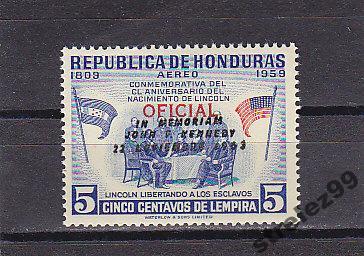 REPUBLICA DE HONDURAS
1809 AEREO 1959
CONMEMORATIVA DEL
CL ANIVERSARIO DEL
NACIMIENTO DE LINCOLN
OFICIAL
IN MEMORIAM
JOHN F. KENNEDY
22 NOVIEMBRE 1963
LINCOLN LIBERTANDO A LOS ESCLAVOS
5 CINCO CENTAVOS DE LEMPIRA 5
WATERLOW & SONS LIMITED